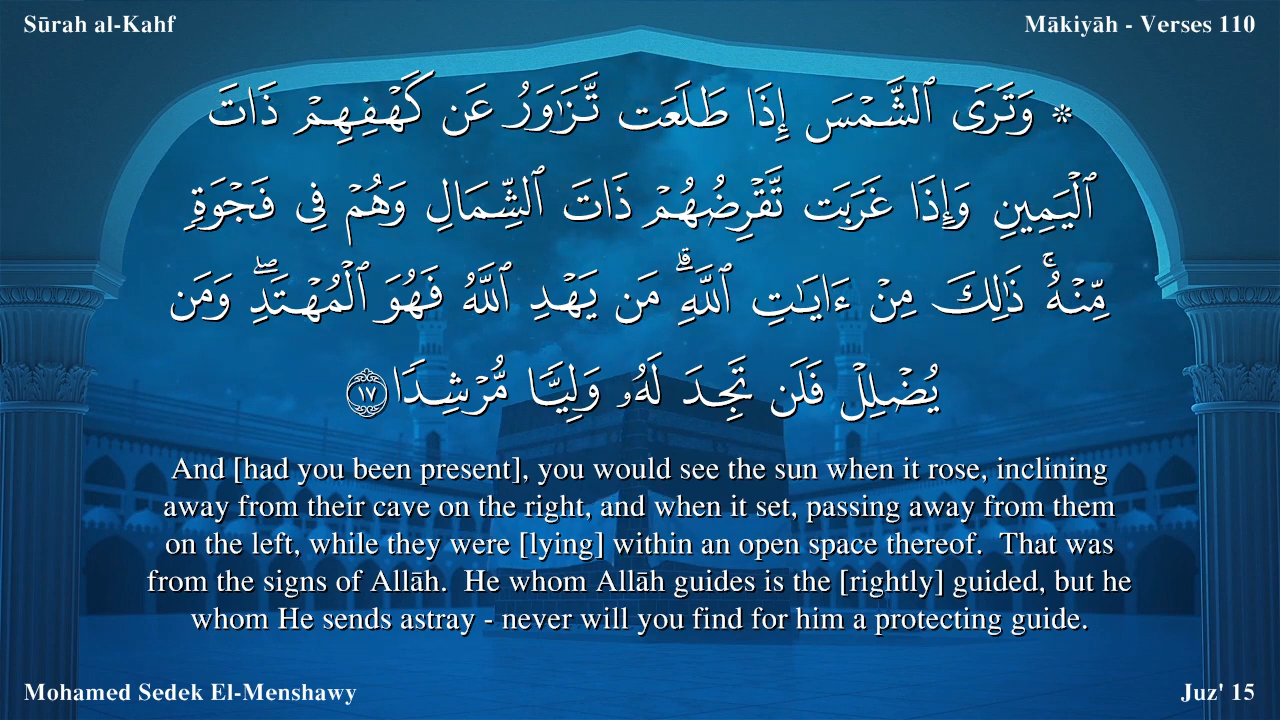 Sūrah al-Kahf
Mākiyāh - Verses 110
۞ وَتَرَى ٱلشَّمْسَ إِذَا طَلَعَت تَّزَٰوَرُ عَن كَهْفِهِمْ ذَاتَ
ٱلْيَمِينِ وَإِذَا غَرَبَت تَّقْرِضُهُمْ ذَاتَ ٱلشِّمَالِ وَهُمْ فِى فَجْوَةٍۢ
مِّنْهُ ۚ ذَٰلِكَ مِنْ ءَايَـٰتِ ٱللَّهِ ۗ مَن يَهْدِ ٱللَّهُ فَهُوَ ٱلْمُهْتَدِ ۖ وَمَن
يُضْلِلْ فَلَن تَجِدَ لَهُۥ وَلِيًّۭا مُّرْشِدًۭا ١٧
And [had you been present], you would see the sun when it rose, inclining
away from their cave on the right, and when it set, passing away from them
on the left, while they were [lying] within an open space thereof.  That was
from the signs of Allāh.  He whom Allāh guides is the [rightly] guided, but he
whom He sends astray - never will you find for him a protecting guide.
Mohamed Sedek El-Menshawy
Juz' 15